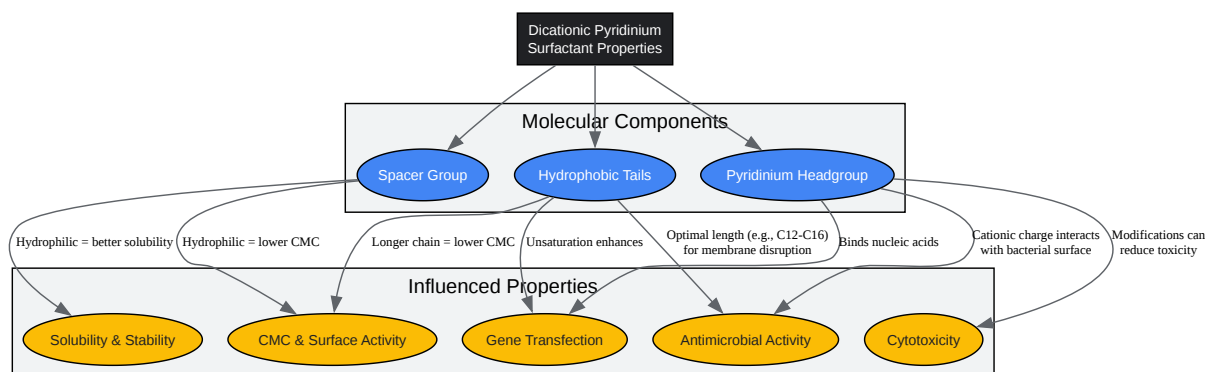 Dicationic Pyridinium
Surfactant Properties
Molecular Components
Spacer Group
Hydrophobic Tails
Pyridinium Headgroup
Hydrophilic = better solubility
Hydrophilic = lower CMC
Longer chain = lower CMC
Unsaturation enhances
Optimal length (e.g., C12-C16)
for membrane disruption
Binds nucleic acids
Cationic charge interacts
with bacterial surface
Modifications can
reduce toxicity
Influenced Properties
Solubility & Stability
CMC & Surface Activity
Gene Transfection
Antimicrobial Activity
Cytotoxicity